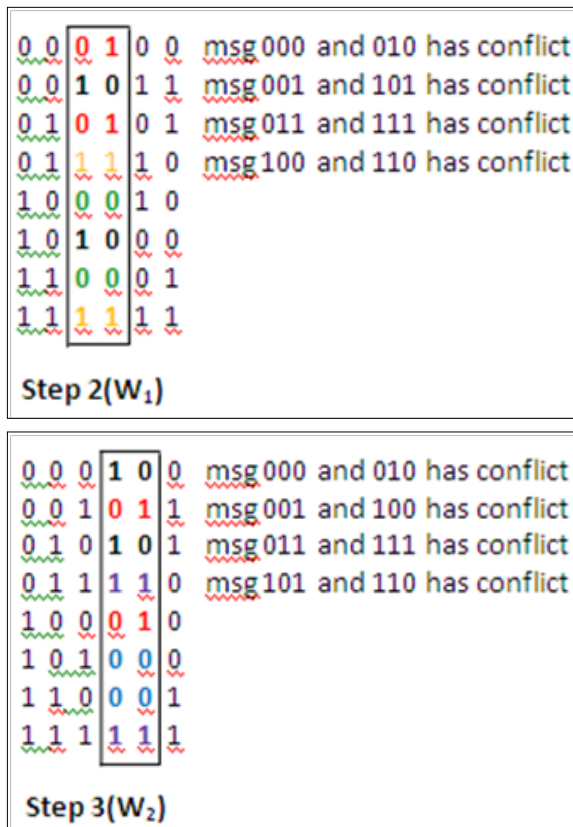 0 0 0 1 0 0 msg 000 and 010 has conflict
0 0 1 0 1 1 msg 001 and 101 has conflict
0 1 0 1 0 1 msg 011 and 111 has conflict
0 1 1 1 1 0 msg 100 and 110 has conflict
1 0 0 0 1 0
1 0 1 0 0 0
1 1 0 0 0 1
1 1 1 1 1 1
Step 2(W₁)
0 0 0 1 0 0 msg 000 and 010 has conflict
0 0 1 0 1 1 msg 001 and 100 has conflict
0 1 0 1 0 1 msg 011 and 111 has conflict
0 1 1 1 1 0 msg 101 and 110 has conflict
1 0 0 0 1 0
1 0 1 0 0 0
1 1 0 0 0 1
1 1 1 1 1 1
Step 3(W₂)